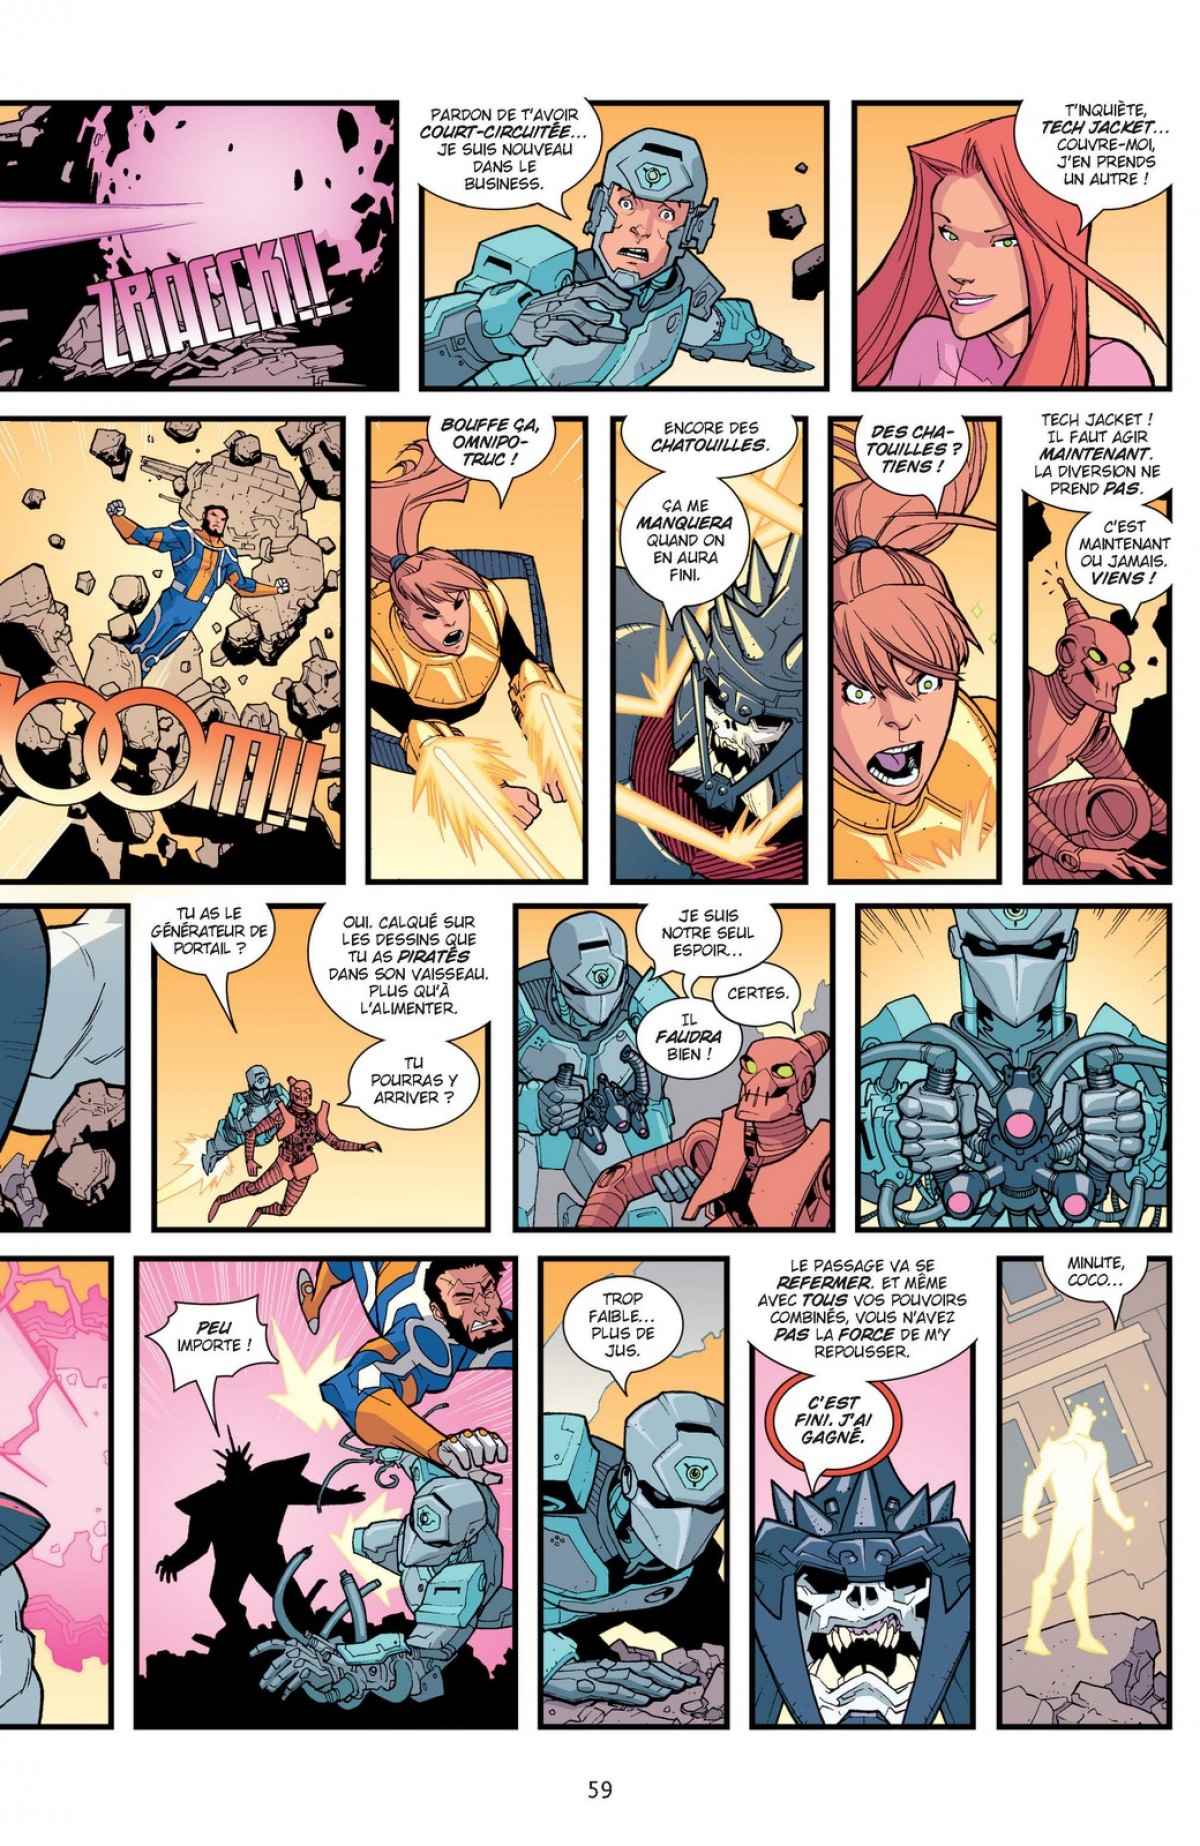 ZRACCK!!
PARDON DE T'AVOIR
COURT-CIRCUITÉE...
JE SUIS NOUVEAU
DANS LE
BUSINESS.
T'INQUIÈTE,
TECH JACKET...
COUVRE-MOI,
J'EN PRENDS
UN AUTRE !
OOM!!
BOUFFE ÇA,
OMNIPO-
TRUC !
ENCORE DES
CHATOUILLES.
ÇA ME
MANQUERA
QUAND ON
EN AURA
FINI.
DES CHA-
TOUILLES ?
TIENS !
TECH JACKET !
IL FAUT AGIR
MAINTENANT.
LA DIVERSION NE
PREND PAS.
C'EST
MAINTENANT
OU JAMAIS.
VIENS !
TU AS LE
GÉNÉRATEUR DE
PORTAIL ?
OUI. CALQUÉ SUR
LES DESSINS QUE
TU AS PIRATÉS
DANS SON VAISSEAU.
PLUS QU'À
L'ALIMENTER.
TU
POURRAS Y
ARRIVER ?
JE SUIS
NOTRE SEUL
ESPOIR...
CERTES.
IL
FAUDRA
BIEN !
PEU
IMPORTE !
TROP
FAIBLE...
PLUS DE
JUS.
LE PASSAGE VA SE
REFERMER. ET MÊME
AVEC TOUS VOS POUVOIRS
COMBINÉS, VOUS N'AVEZ
PAS LA FORCE DE M'Y
REPOUSSER.
C'EST
FINI. J'AI
GAGNÉ.
MINUTE,
COCO...
59